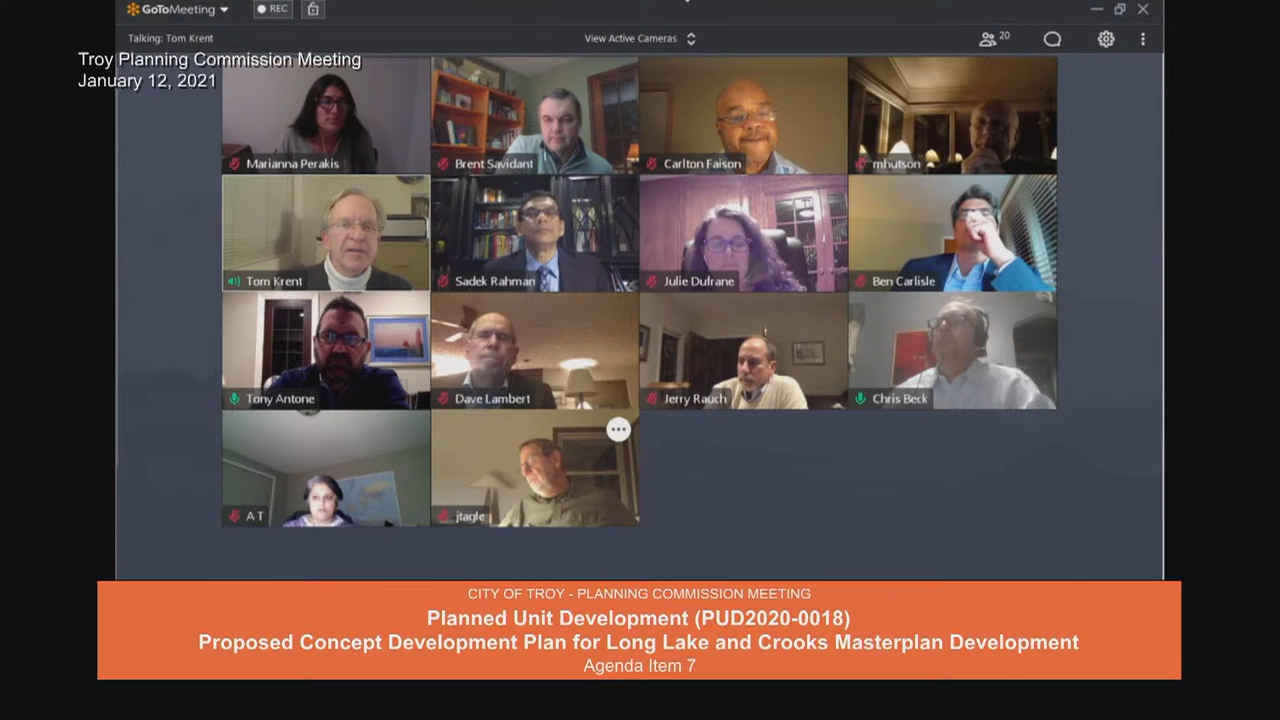 GoToMeeting
REC
Talking: Tom Krent
View Active Cameras
20
Troy Planning Commission Meeting
January 12, 2021
Marianna Perakis
Brent Savidant
Carlton Faison
mhutson
Tom Krent
Sadek Rahman
Julie Dufrane
Ben Carlisle
Tony Antone
Dave Lambert
Jerry Rauch
Chris Beck
A T
jtagle
CITY OF TROY - PLANNING COMMISSION MEETING
Planned Unit Development (PUD2020-0018)
Proposed Concept Development Plan for Long Lake and Crooks Masterplan Development
Agenda Item 7